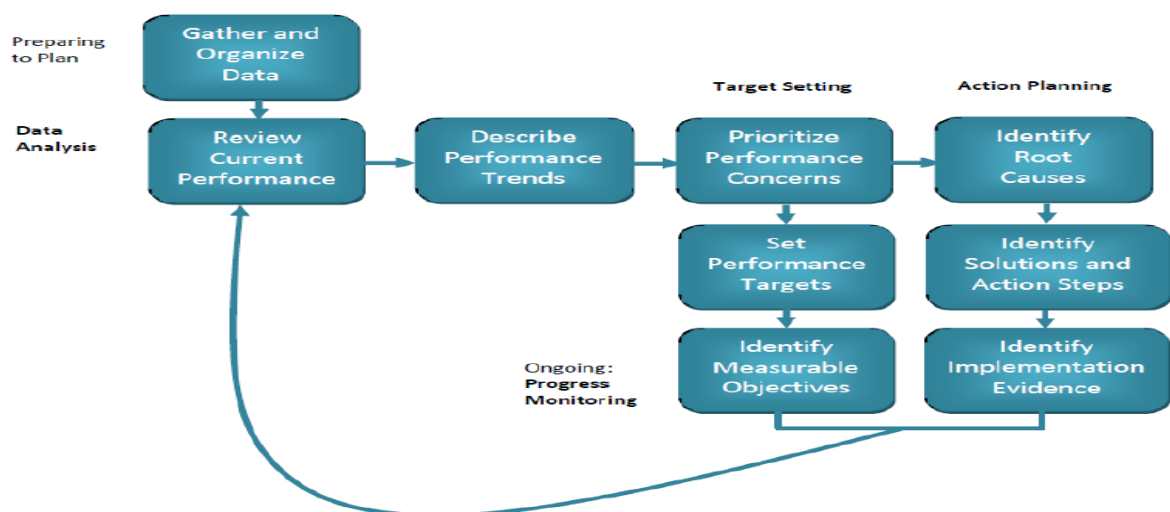 Preparing
to Plan
Gather and
Organize
Data
Target Setting
Action Planning
Data
Analysis
Review
Current
Performance
Describe
Performance
Trends
Prioritize
Performance
Concerns
Identify
Root
Causes
Set
Performance
Targets
Identify
Solutions and
Action Steps
Ongoing:
Progress
Monitoring
Identify
Measurable
Objectives
Identify
Implementation
Evidence